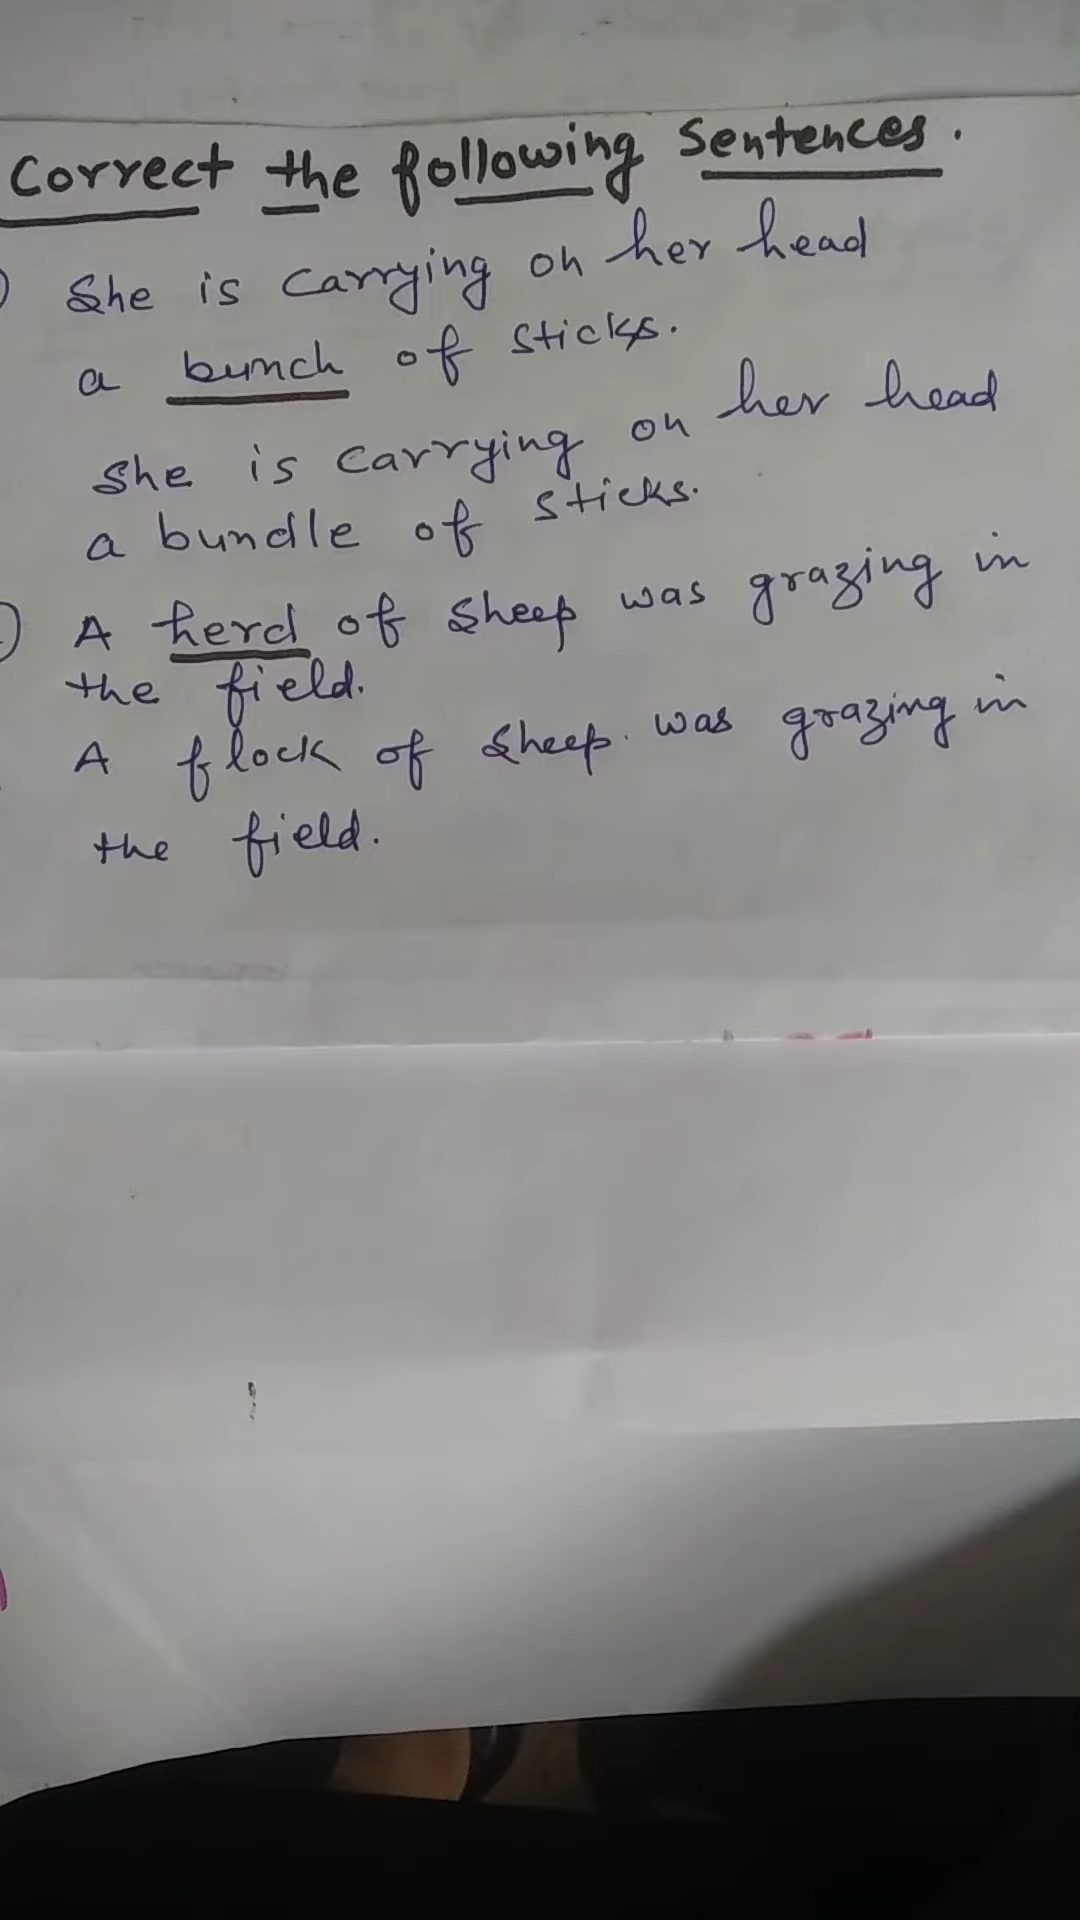 Correct the following Sentences.
She is carrying on her head
a bunch of sticks.
She is carrying on her head
a bundle of sticks.
A herd of sheep was grazing in
the field.
A flock of sheep. was grazing in
the field.